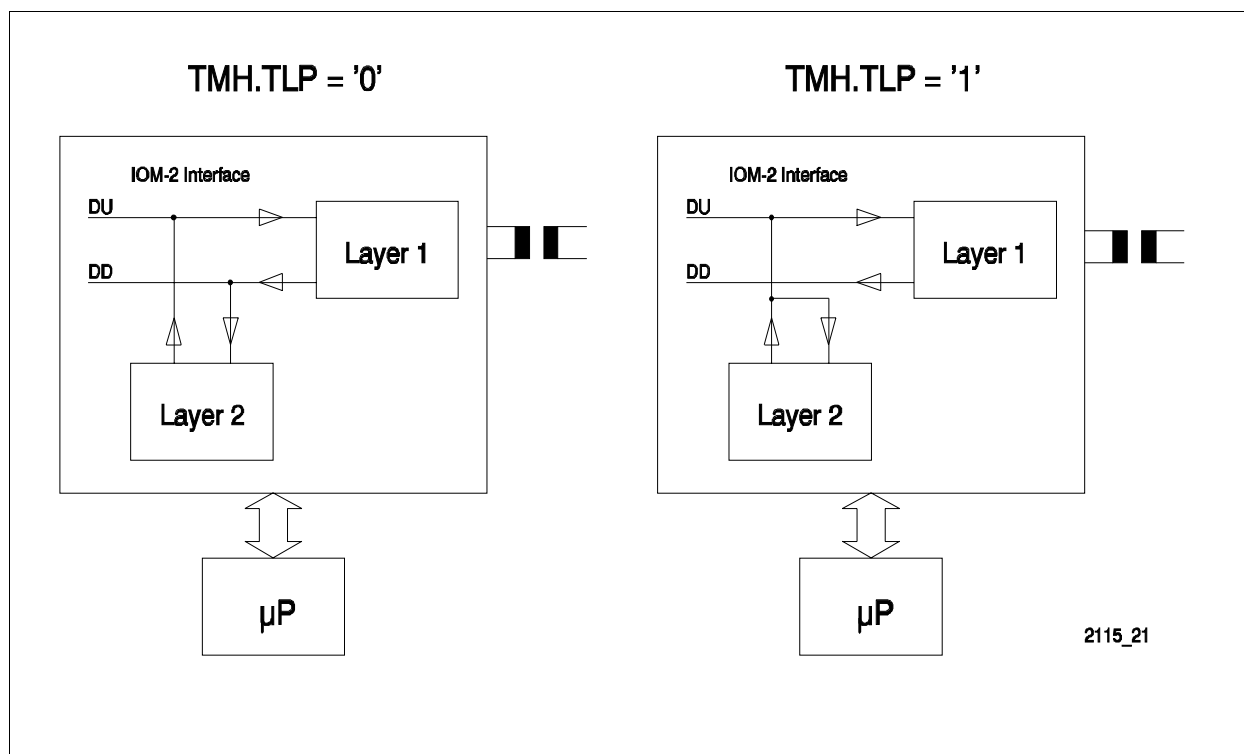 TMH.TLP = '0'
IOM-2 Interface
DU
Layer 1
DD
Layer 2
µP
TMH.TLP = '1'
IOM-2 Interface
DU
Layer 1
DD
Layer 2
µP
2115_21